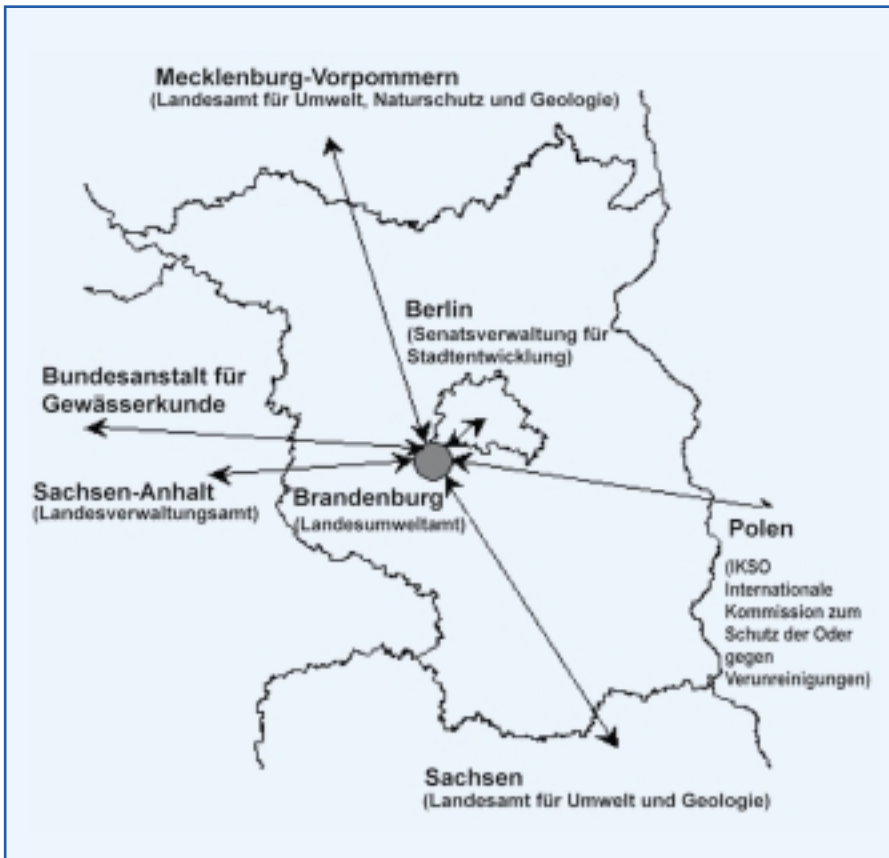 Mecklenburg-Vorpommern
(Landesamt für Umwelt, Naturschutz und Geologie)
Berlin
(Senatsverwaltung für
Stadtentwicklung)
Bundesanstalt für
Gewässerkunde
Sachsen-Anhalt
(Landesverwaltungsamt)
Brandenburg
(Landesumweltamt)
Polen
(IKSO
Internationale
Kommission zum
Schutz der Oder
gegen
Verunreinigungen)
Sachsen
(Landesamt für Umwelt und Geologie)